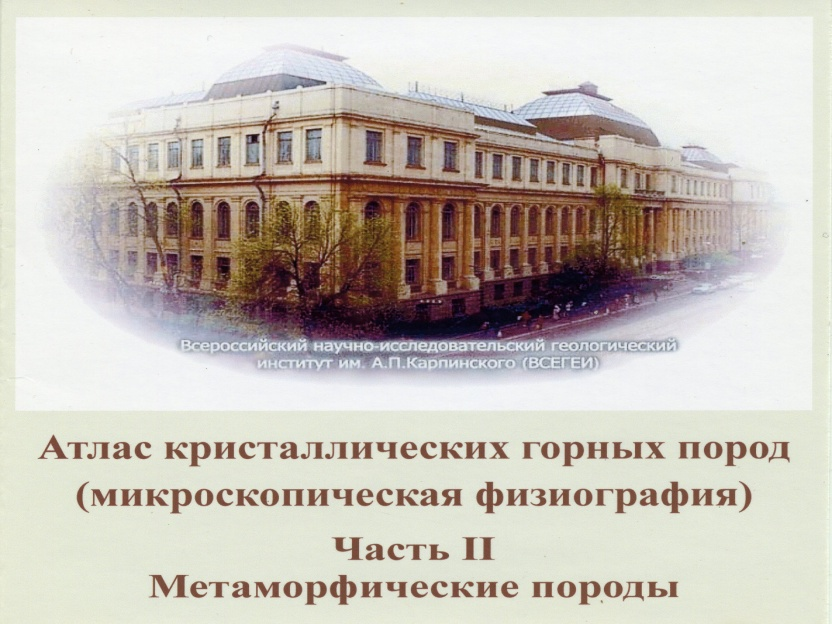 Всероссийский научно-исследовательский геологический
институт им. А.П.Карпинского (ВСЕГЕИ)
Атлас кристаллических горных пород
(микроскопическая физиография)
Часть II
Метаморфические породы